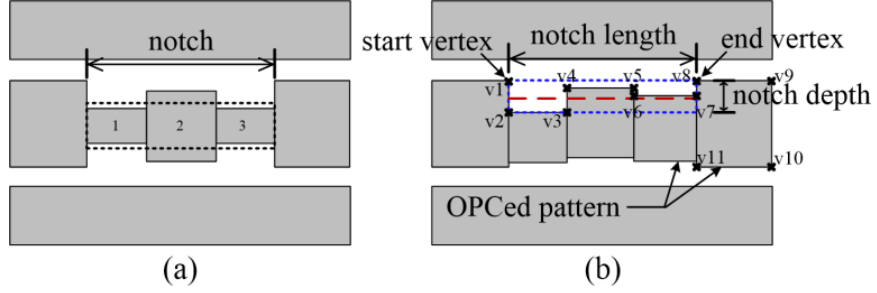 notch
1
2
3
(a)
start vertex
notch length
end vertex
v1
v4
v5
v8
v9
notch depth
v2
v3
v6
v7
v11
v10
OPCed pattern
(b)